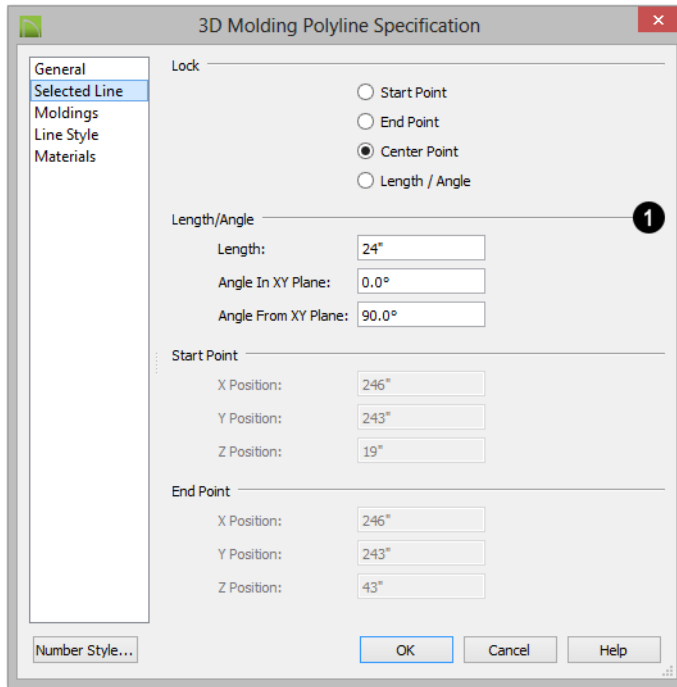 3D Molding Polyline Specification
General
Selected Line
Moldings
Line Style
Materials
Lock
Start Point
End Point
Center Point
Length / Angle
Length/Angle
1
Length: 24"
Angle In XY Plane: 0.0°
Angle From XY Plane: 90.0°
Start Point
X Position: 246"
Y Position: 243"
Z Position: 19"
End Point
X Position: 246"
Y Position: 243"
Z Position: 43"
Number Style... OK Cancel Help